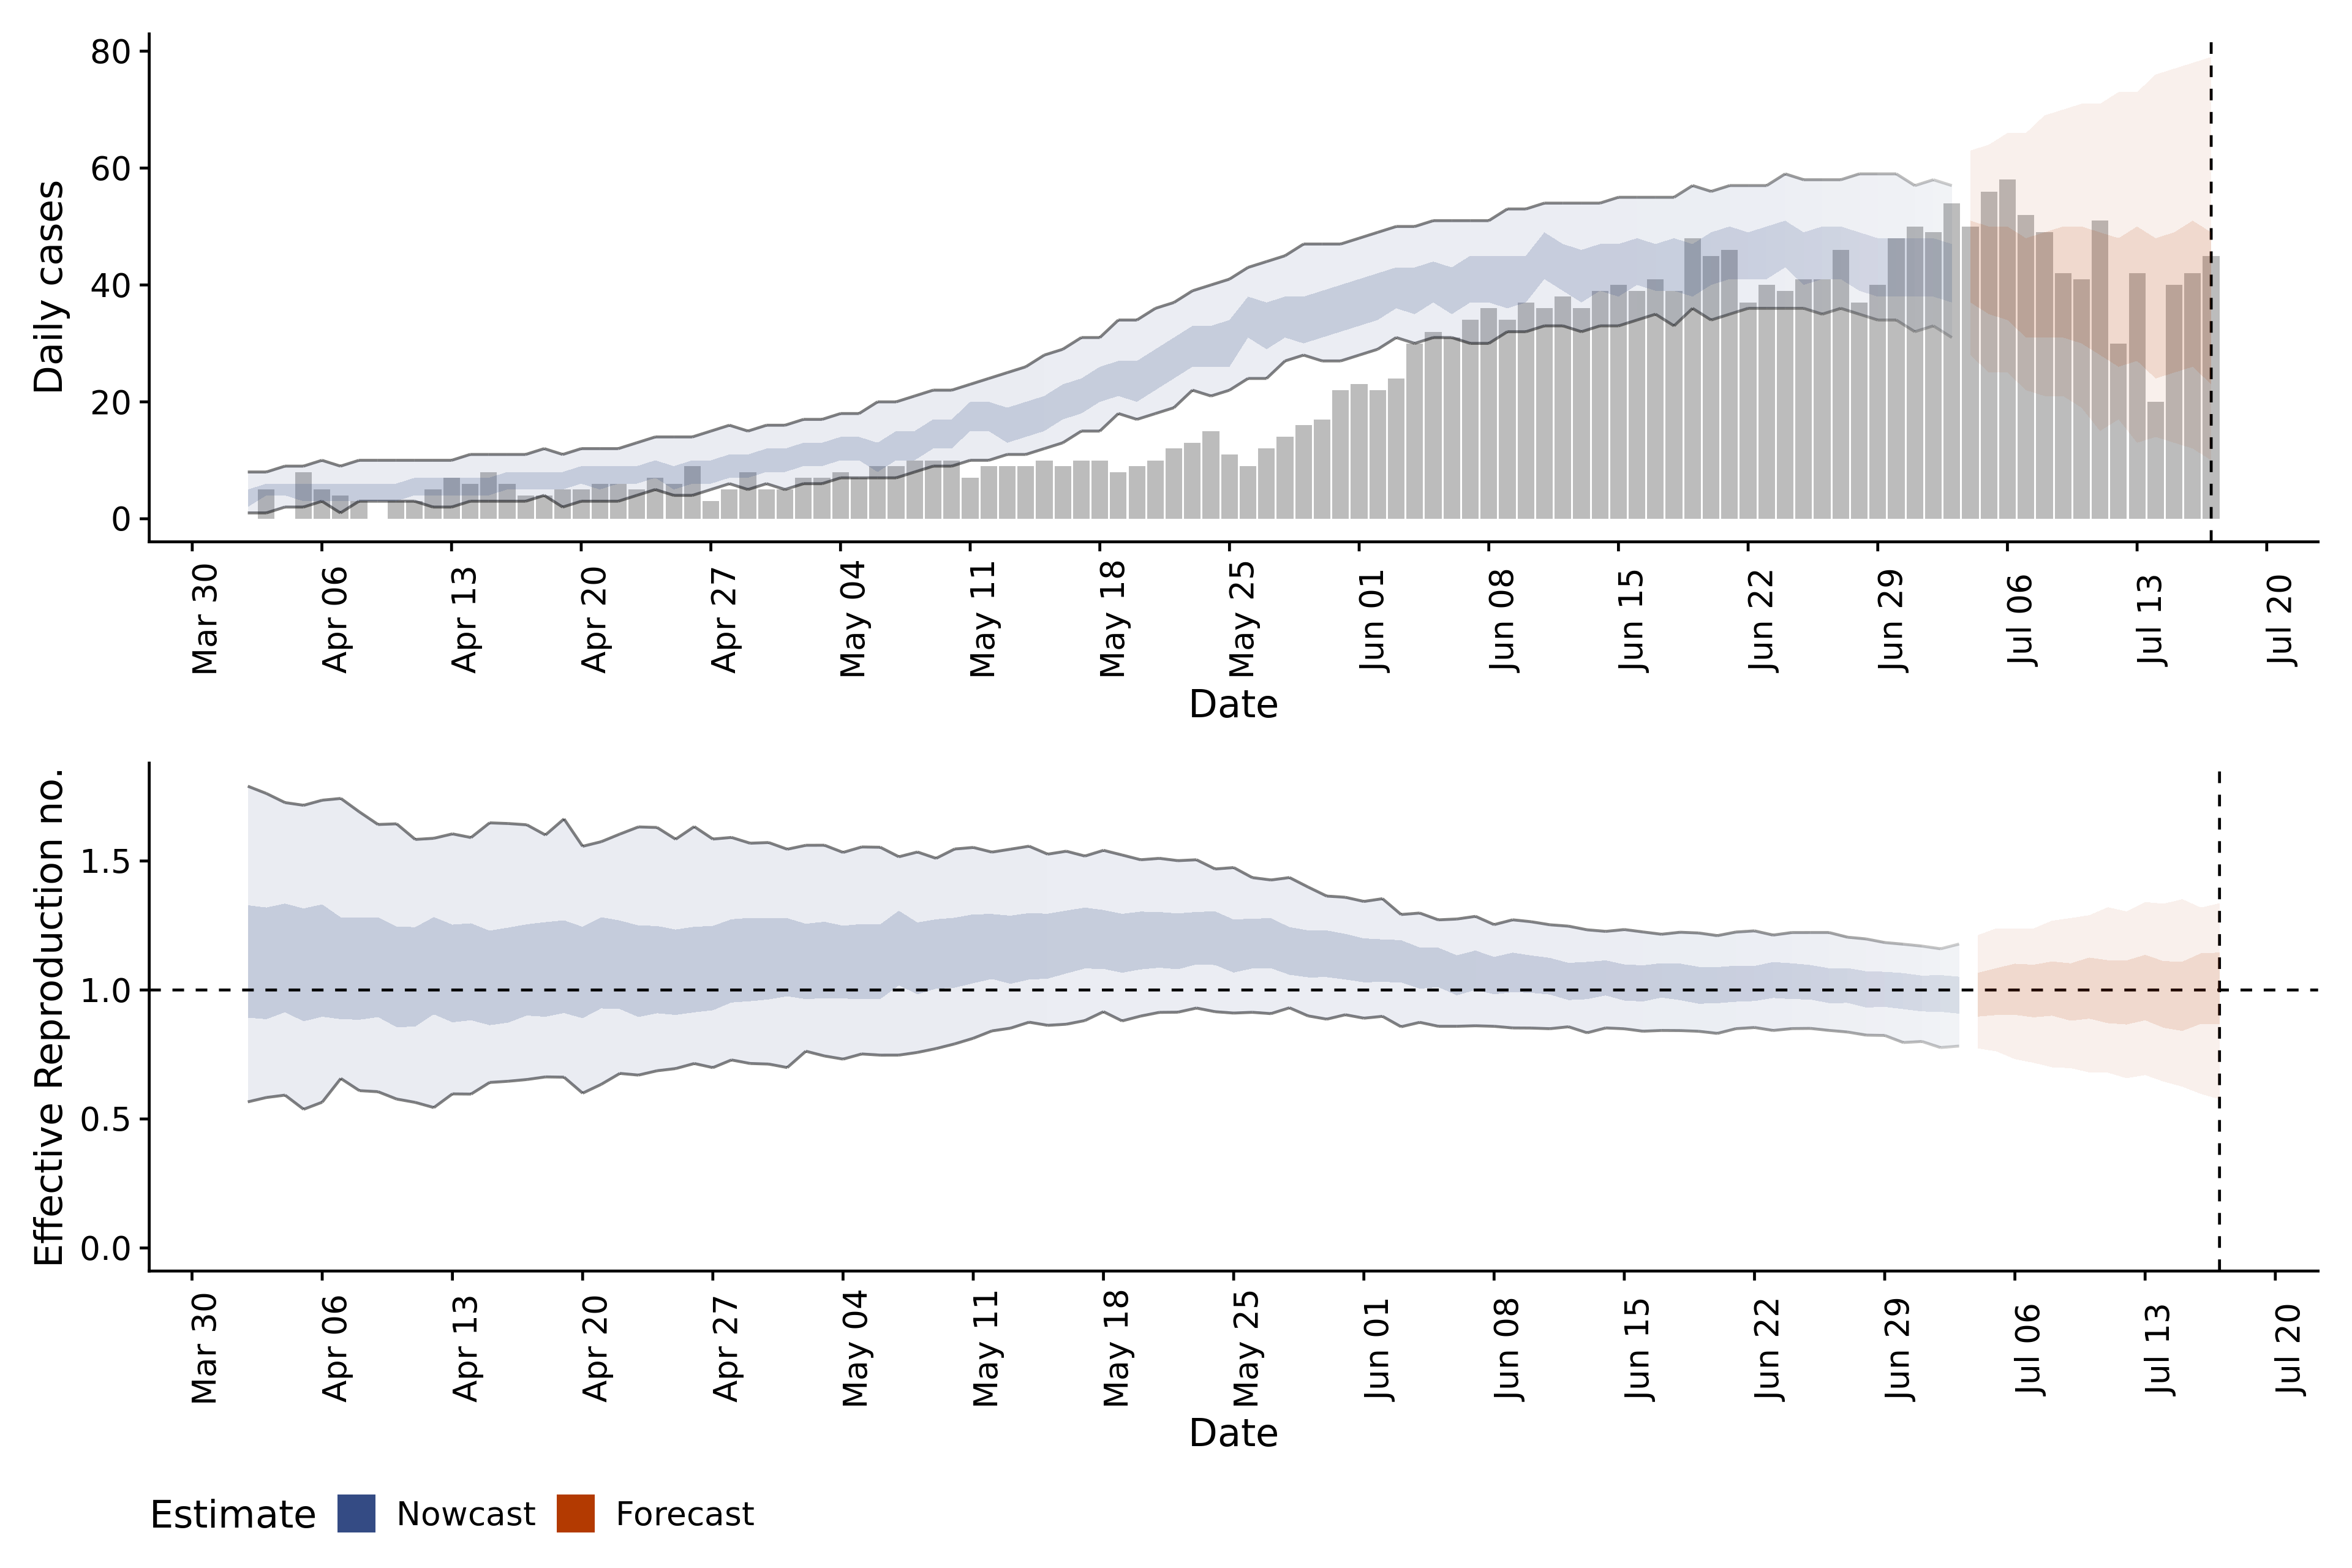 Daily cases
80
60
40
20
0
Mar 30
Apr 06
Apr 13
Apr 20
Apr 27
May 04
May 11
May 18
May 25
Jun 01
Jun 08
Jun 15
Jun 22
Jun 29
Jul 06
Jul 13
Jul 20
Date
Effective Reproduction no.
1.5
1.0
0.5
0.0
Mar 30
Apr 06
Apr 13
Apr 20
Apr 27
May 04
May 11
May 18
May 25
Jun 01
Jun 08
Jun 15
Jun 22
Jun 29
Jul 06
Jul 13
Jul 20
Date
Estimate Nowcast Forecast